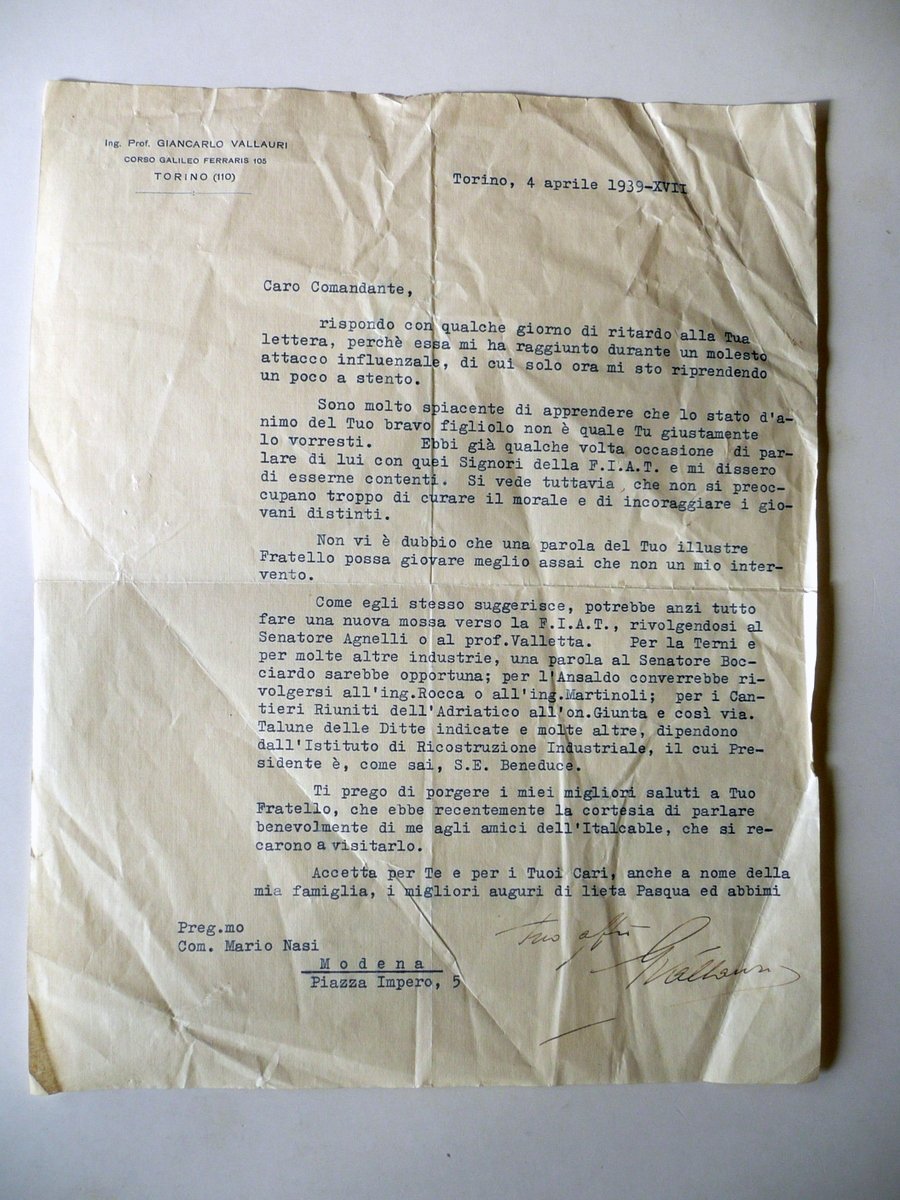 Ing. Prof. GIANCARLO VALLAURI
CORSO GALILEO FERRARIS 105
TORINO (110)
Torino, 4 aprile 1939-XVII
Caro Comandante,
rispondo con qualche giorno di ritardo alla Tua
lettera, perchè essa mi ha raggiunto durante un molesto
attacco influenzale, di cui solo ora mi sto riprendendo
un poco a stento.
Sono molto spiacente di apprendere che lo stato d'a-
nimo del Tuo bravo figliolo non è quale Tu giustamente
lo vorresti. Ebbi già qualche volta occasione di par-
lare di lui con quei Signori della F.I.A.T. e mi dissero
di esserne contenti. Si vede tuttavia che non si preoc-
cupano troppo di curare il morale e di incoraggiare i gio-
vani distinti.
Non vi è dubbio che una parola del Tuo illustre
Fratello possa giovare meglio assai che non un mio inter-
vento.
Come egli stesso suggerisce, potrebbe anzi tutto
fare una nuova mossa verso la F.I.A.T., rivolgendosi al
Senatore Agnelli o al prof.Valletta. Per la Terni e
per molte altre industrie, una parola al Senatore Boc-
ciardo sarebbe opportuna; per l'Ansaldo converrebbe ri-
volgersi all'ing.Rocca o all'ing.Martinoli; per i Can-
tieri Riuniti dell'Adriatico all'on.Giunta e così via.
Talune delle Ditte indicate e molte altre, dipendono
dall'Istituto di Ricostruzione Industriale, il cui Pre-
sidente è, come sai, S.E. Beneduce.
Ti prego di porgere i miei migliori saluti a Tuo
Fratello, che ebbe recentemente la cortesia di parlare
benevolmente di me agli amici dell'Italcable, che si re-
carono a visitarlo.
Accetta per Te e per i Tuoi Cari, anche a nome della
mia famiglia, i migliori auguri di lieta Pasqua ed abbimi
Tuo aff.
GVallauri
Preg.mo
Com. Mario Nasi
Modena
Piazza Impero, 5